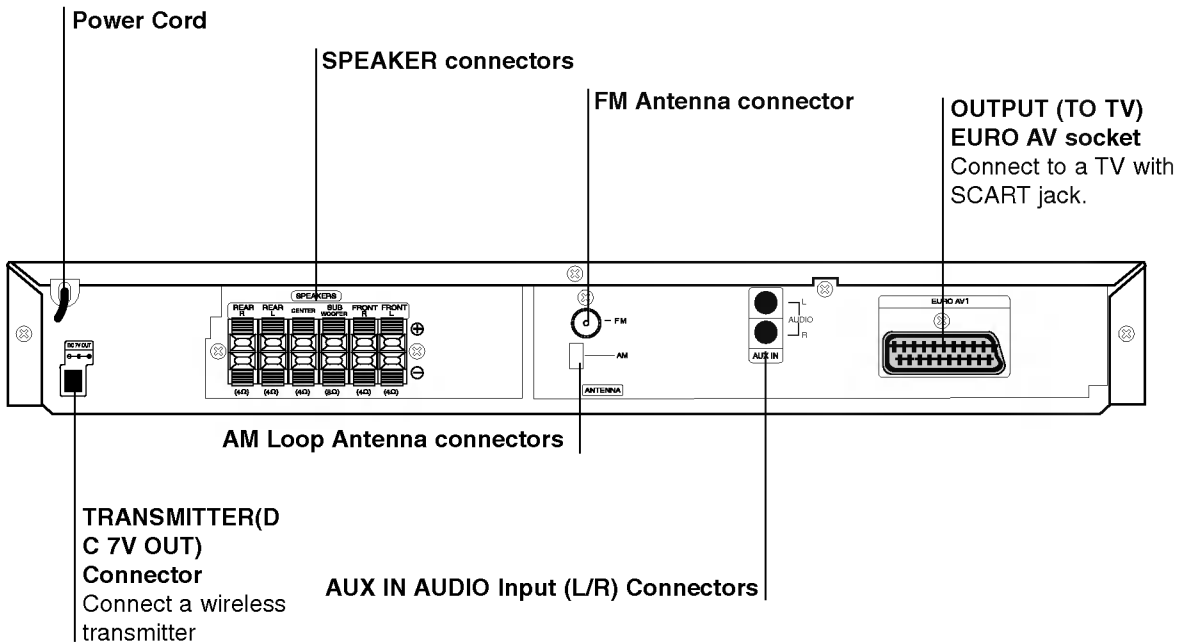 Power Cord
SPEAKER connectors
FM Antenna connector
OUTPUT (TO TV)
EURO AV socket
Connect to a TV with
SCART jack.
SPEAKERS
REAR
R
REAR
L
CENTER
SUB
WOOFER
FRONT
R
FRONT
L
+
−
(4Ω) (4Ω) (4Ω) (8Ω) (4Ω) (4Ω)
DC 7V OUT
FM
AM
ANTENNA
L
AUDIO
R
AUX IN
EURO AV1
AM Loop Antenna connectors
TRANSMITTER(D
C 7V OUT)
Connector
Connect a wireless
transmitter
AUX IN AUDIO Input (L/R) Connectors